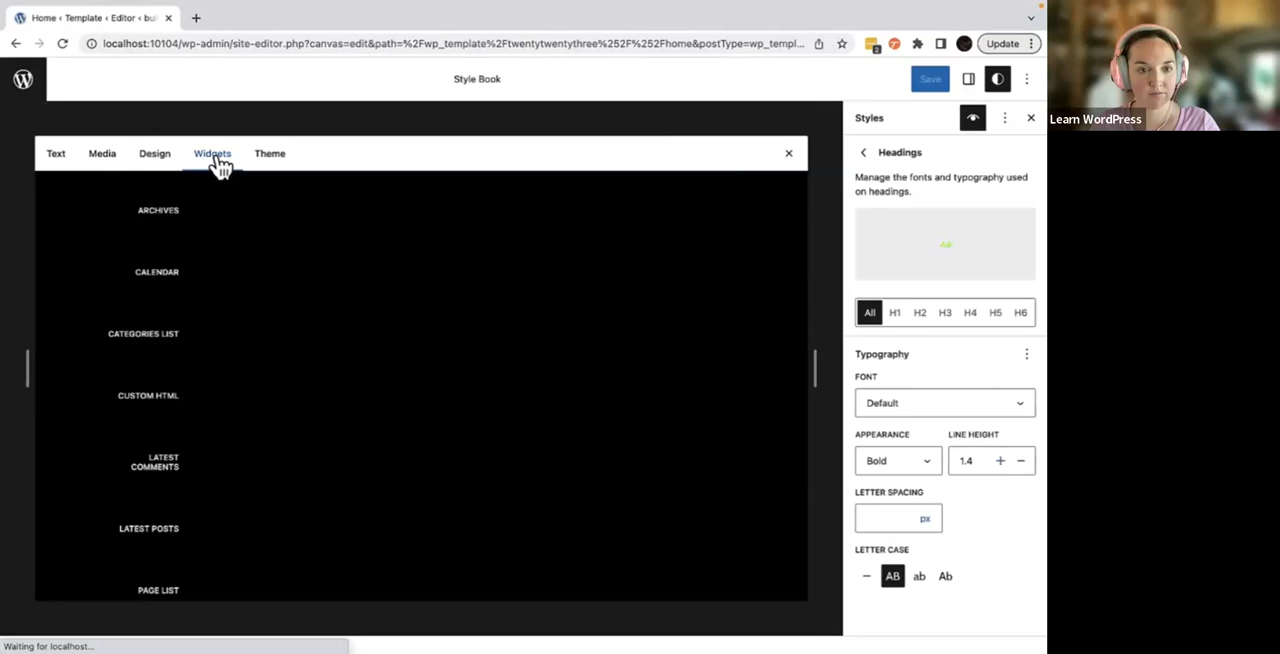 Home ‹ Template ‹ Editor ‹ bui
localhost:10104/wp-admin/site-editor.php?canvas=edit&path=%2Fwp_template%2Ftwentytwentythree%252F%252Fhome&postType=wp_templ...
2
Update
Style Book
Save
Learn WordPress
Text Media Design Widgets Theme
ARCHIVES
CALENDAR
CATEGORIES LIST
CUSTOM HTML
LATEST
COMMENTS
LATEST POSTS
PAGE LIST
Styles
Headings
Manage the fonts and typography used
on headings.
Aa
All H1 H2 H3 H4 H5 H6
Typography
FONT
Default
APPEARANCE LINE HEIGHT
Bold 1.4
LETTER SPACING
px
LETTER CASE
AB ab Ab
Waiting for localhost...